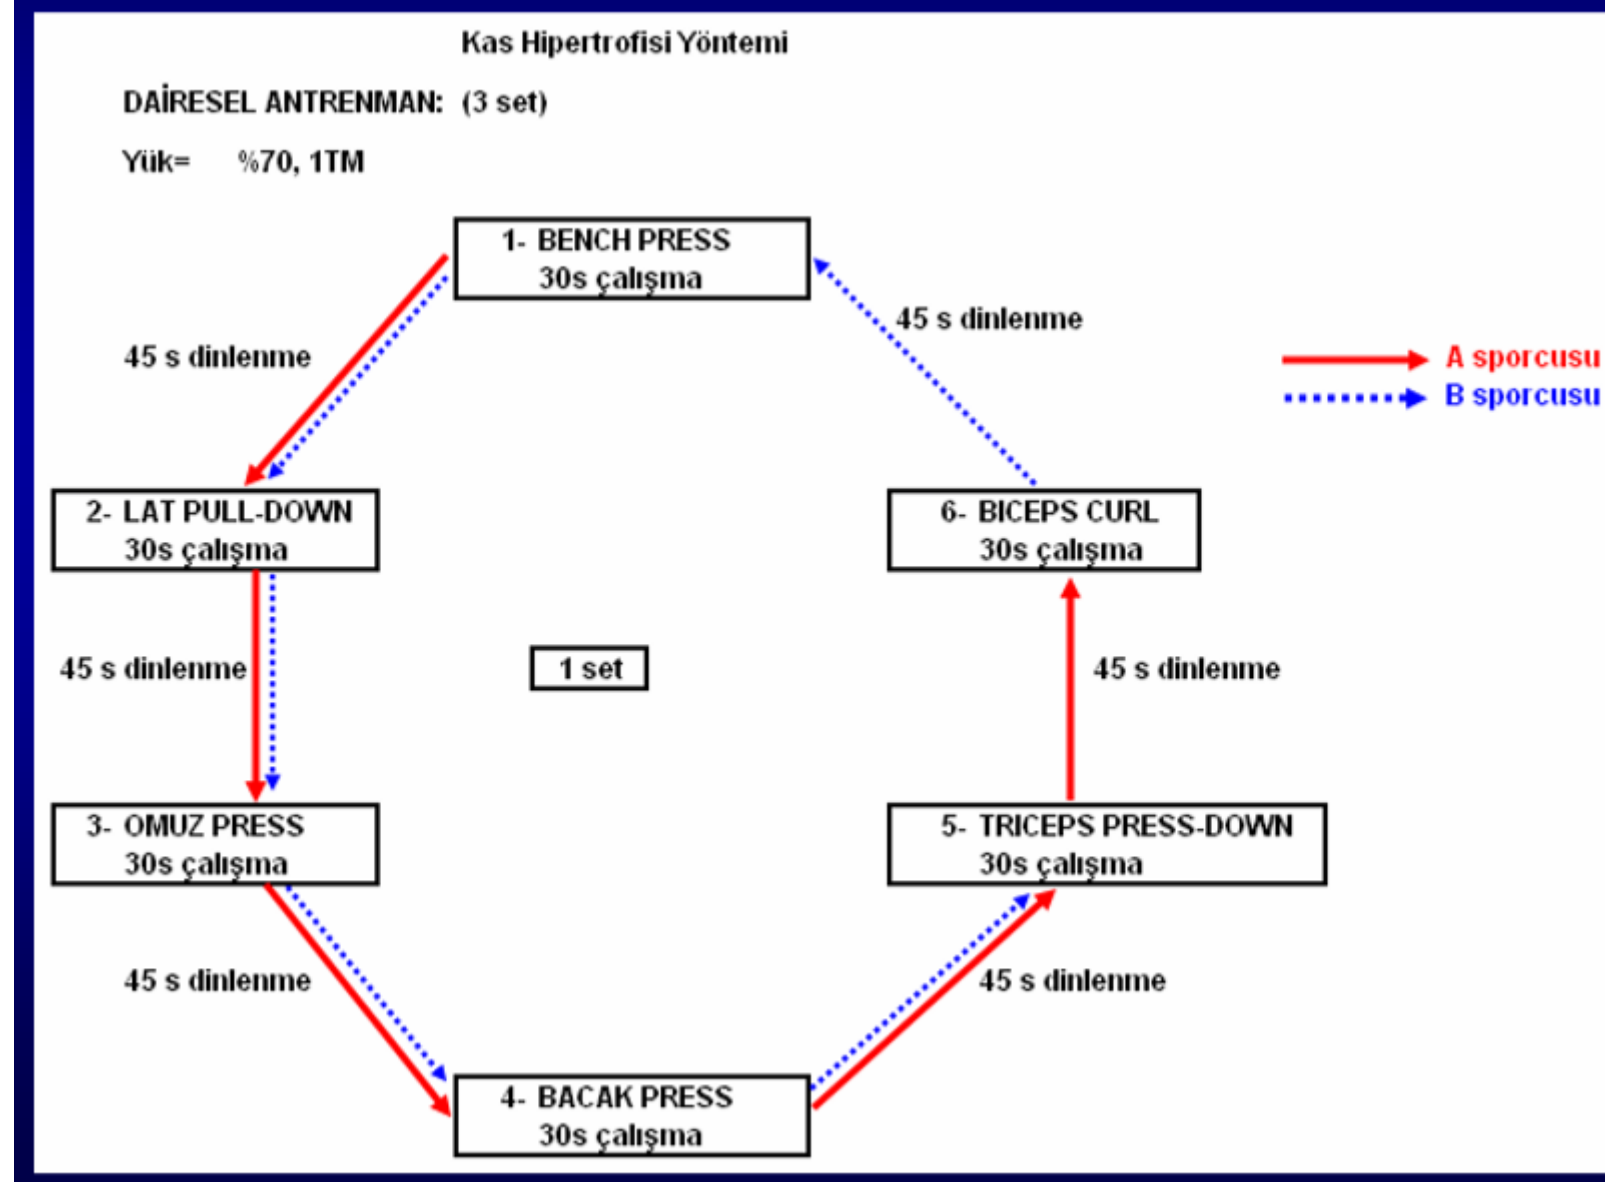 Kas Hipertrofisi Yöntemi
DAİRESEL ANTRENMAN: (3 set)
Yük= %70, 1TM
1- BENCH PRESS
30s çalışma
45 s dinlenme
45 s dinlenme
A sporcusu
B sporcusu
2- LAT PULL-DOWN
30s çalışma
6- BICEPS CURL
30s çalışma
45 s dinlenme
1 set
45 s dinlenme
3- OMUZ PRESS
30s çalışma
5- TRICEPS PRESS-DOWN
30s çalışma
45 s dinlenme
45 s dinlenme
4- BACAK PRESS
30s çalışma